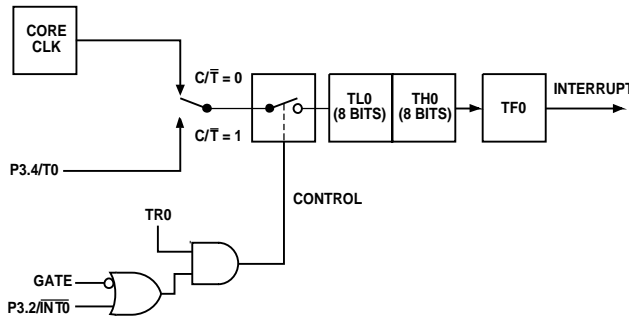 CORE
CLK
C/T̅ = 0
TL0
(8 BITS)
TH0
(8 BITS)
TF0
INTERRUPT
C/T̅ = 1
P3.4/T0
CONTROL
TR0
GATE
P3.2/I̅N̅T̅0̅